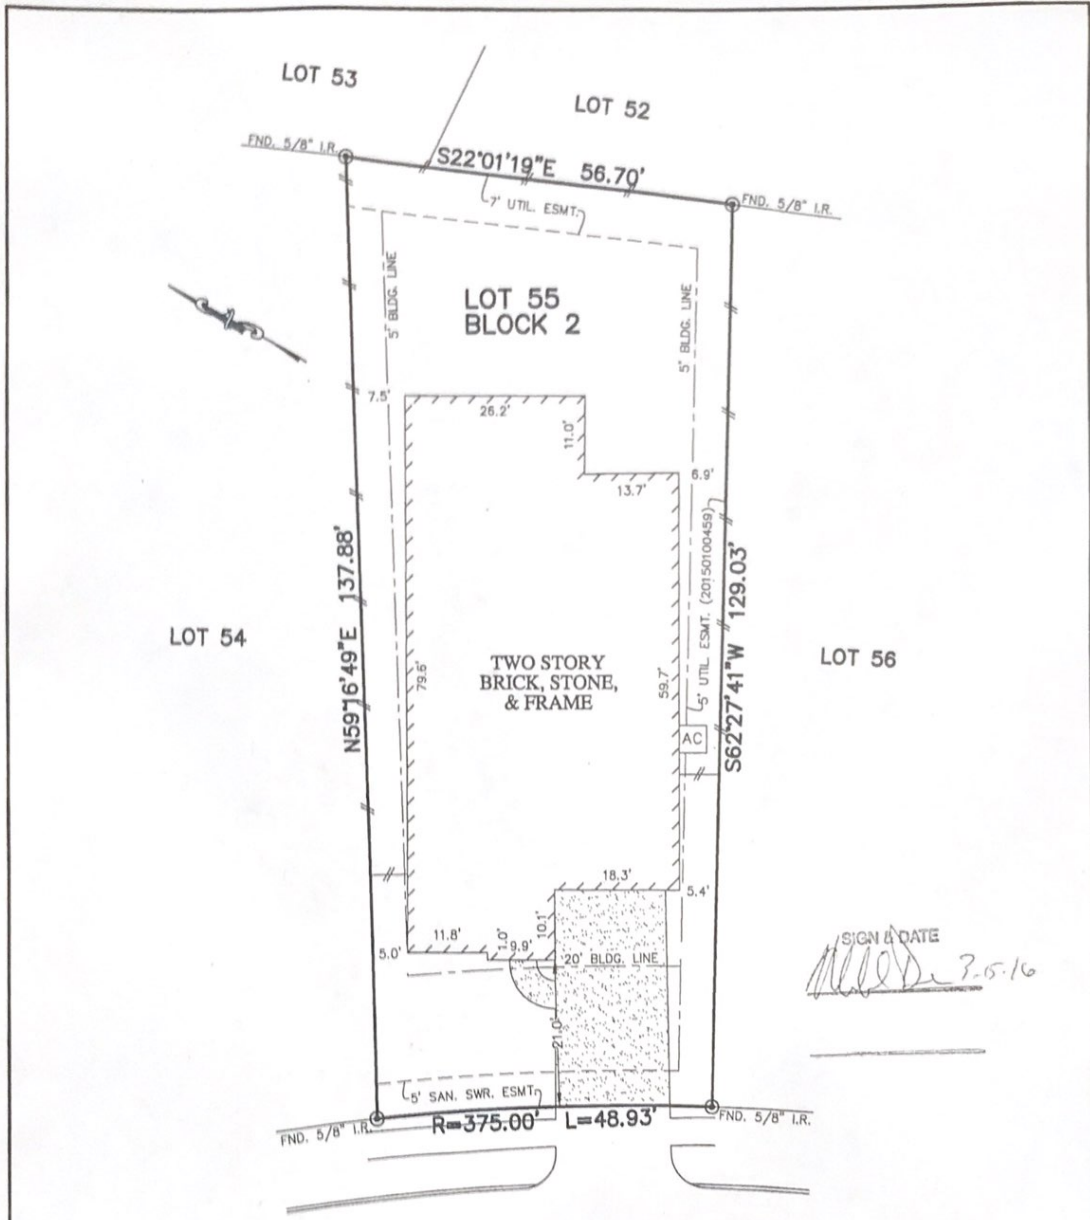 LOT 53
LOT 52
FND. 5/8" I.R.
S22°01'19"E 56.70'
7' UTIL. ESMT.
FND. 5/8" I.R.
5' BLDG. LINE
5' BLDG. LINE
LOT 55
BLOCK 2
7.5'
26.2'
11.0'
13.7'
6.9'
N59°16'49"E 137.88'
5' UTIL ESMT. (20150100459)
S62°27'41"W 129.03'
LOT 54
LOT 56
TWO STORY
BRICK, STONE,
& FRAME
79.6'
59.7'
AC
18.3'
5.4'
10.1'
11.8'
1.0'
9.9'
5.0'
20' BLDG. LINE
21.0'
SIGN & DATE
5' SAN. SWR. ESMT.
FND. 5/8" I.R.
R=375.00' L=48.93'
FND. 5/8" I.R.